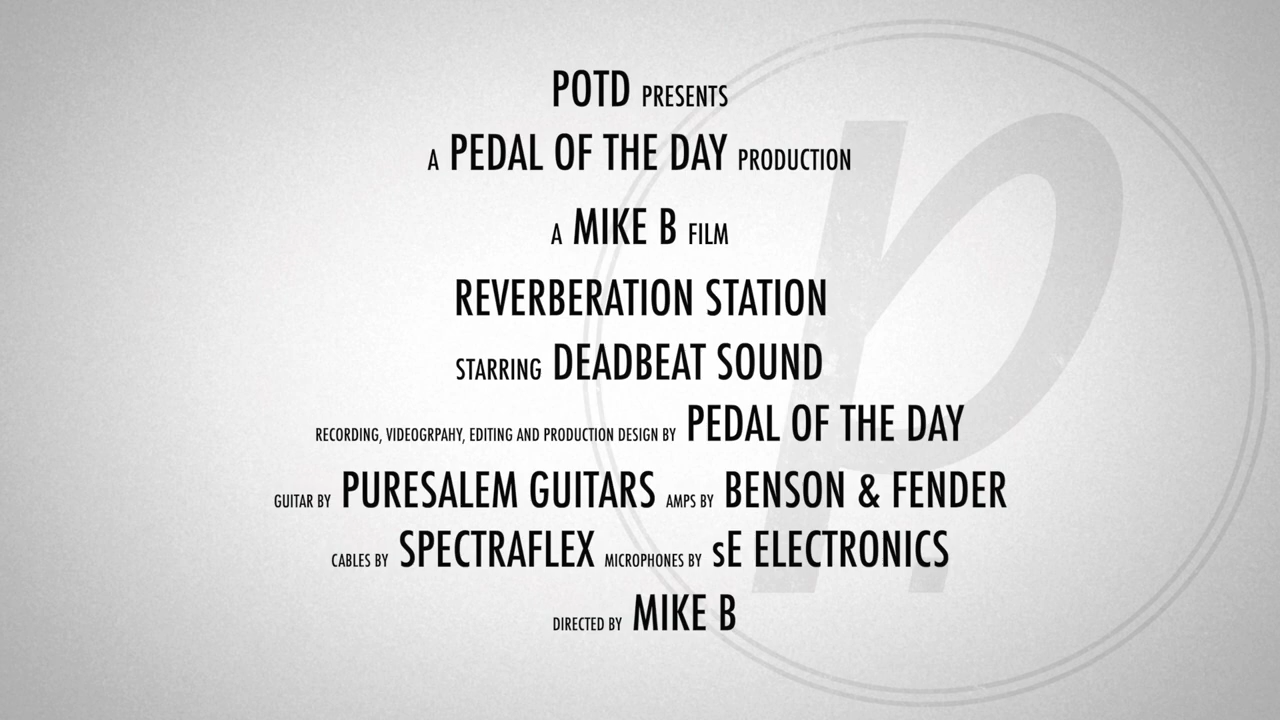 POTD PRESENTS
A PEDAL OF THE DAY PRODUCTION
A MIKE B FILM
REVERBERATION STATION
STARRING DEADBEAT SOUND
RECORDING, VIDEOGRPAHY, EDITING AND PRODUCTION DESIGN BY PEDAL OF THE DAY
GUITAR BY PURESALEM GUITARS AMPS BY BENSON & FENDER
CABLES BY SPECTRAFLEX MICROPHONES BY sE ELECTRONICS
DIRECTED BY MIKE B
p